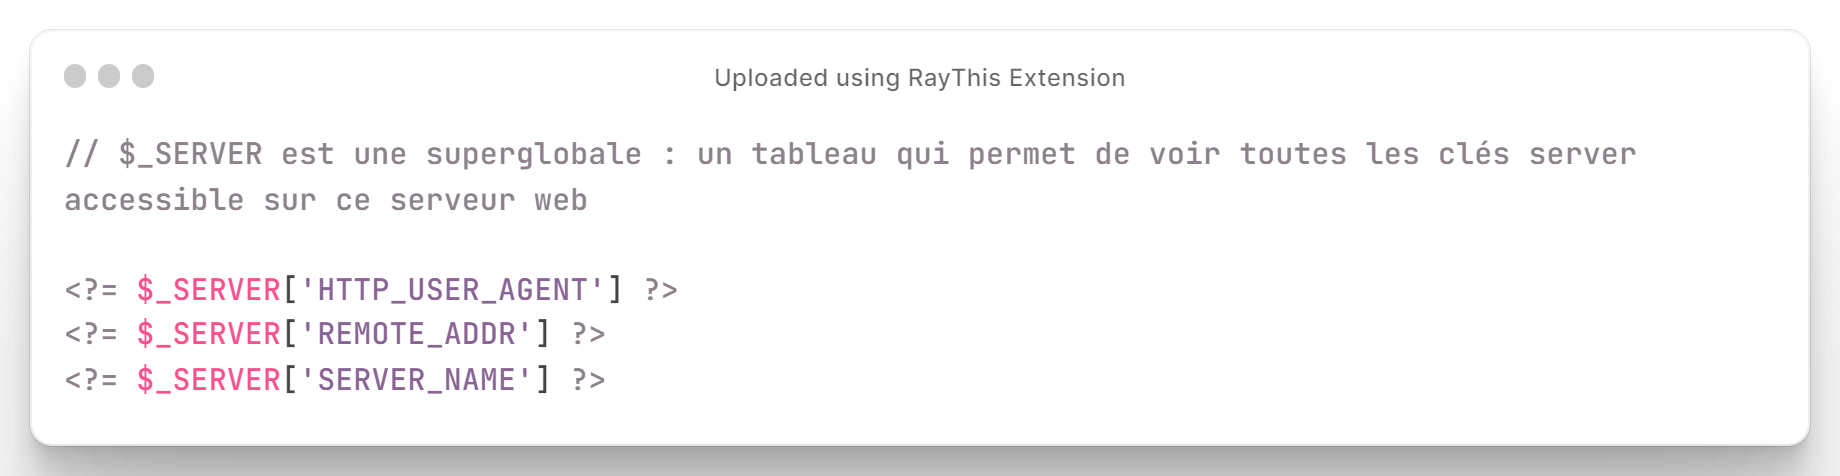 Uploaded using RayThis Extension
// $_SERVER est une superglobale : un tableau qui permet de voir toutes les clés server
accessible sur ce serveur web
<?= $_SERVER['HTTP_USER_AGENT'] ?>
<?= $_SERVER['REMOTE_ADDR'] ?>
<?= $_SERVER['SERVER_NAME'] ?>